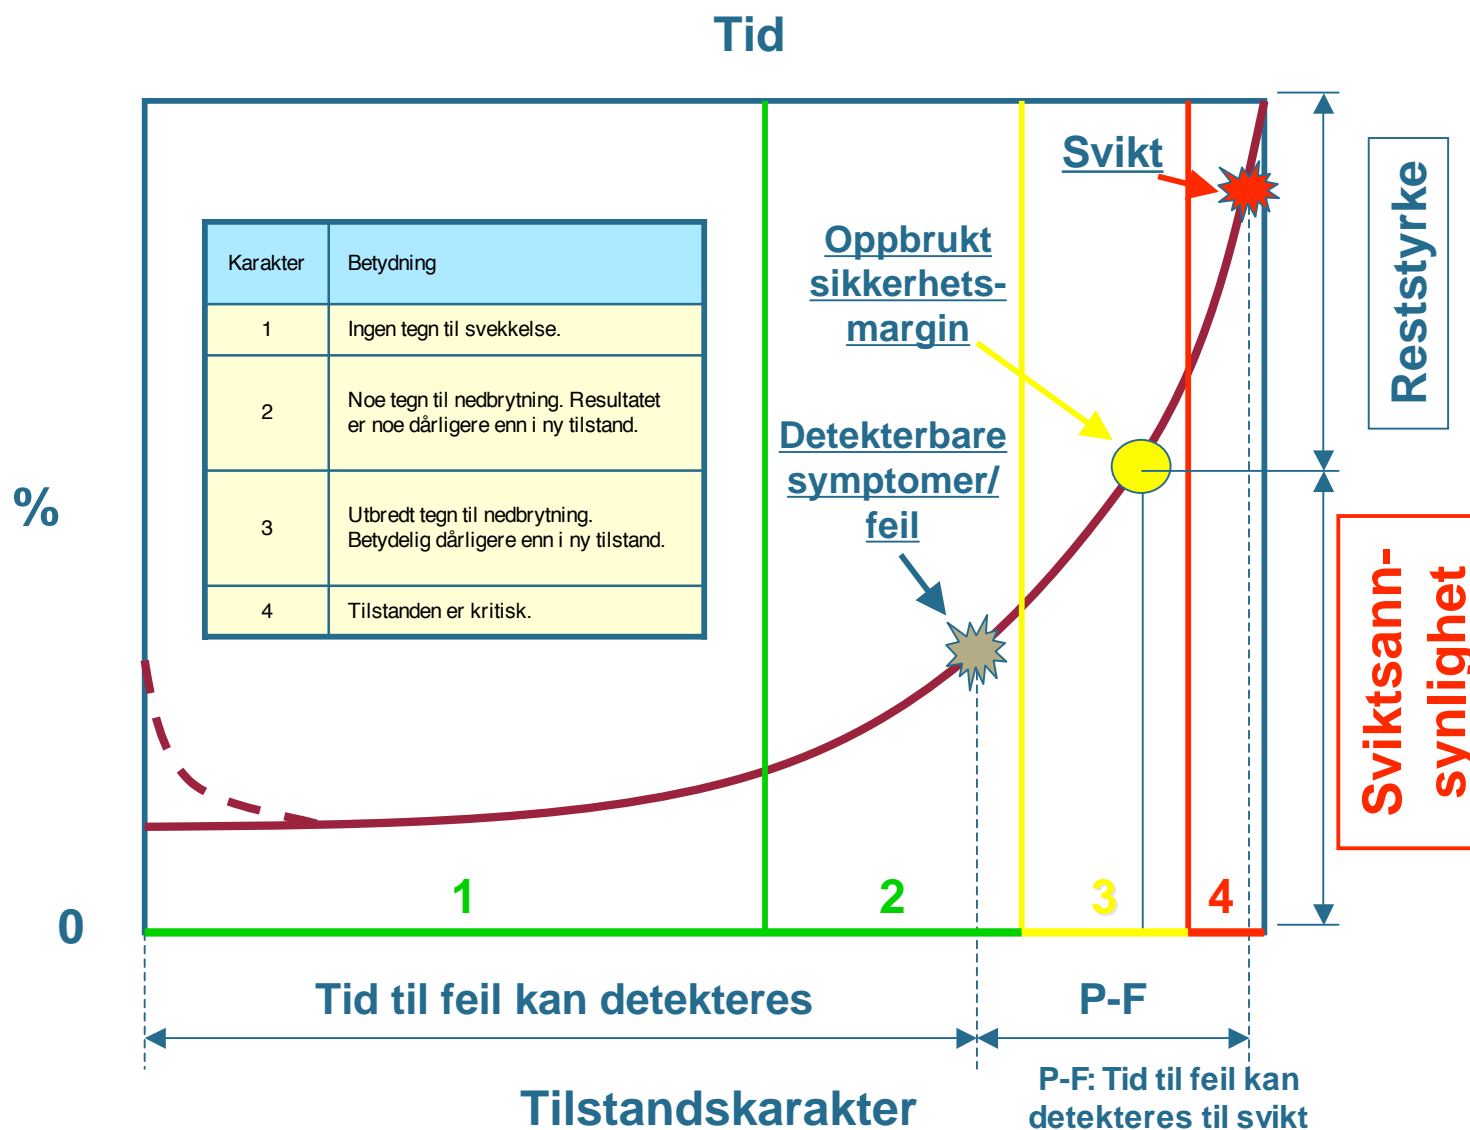 Tid
Svikt
Reststyrke
Oppbrukt
sikkerhets-
margin
Karakter Betydning
1 Ingen tegn til svekkelse.
2 Noe tegn til nedbrytning. Resultatet
er noe dårligere enn i ny tilstand.
3 Utbredt tegn til nedbrytning.
Betydelig dårligere enn i ny tilstand.
4 Tilstanden er kritisk.
Detekterbare
symptomer/
feil
%
Sviktsann-
synlighet
1 2 3 4
0
Tid til feil kan detekteres
P-F
P-F: Tid til feil kan
detekteres til svikt
Tilstandskarakter